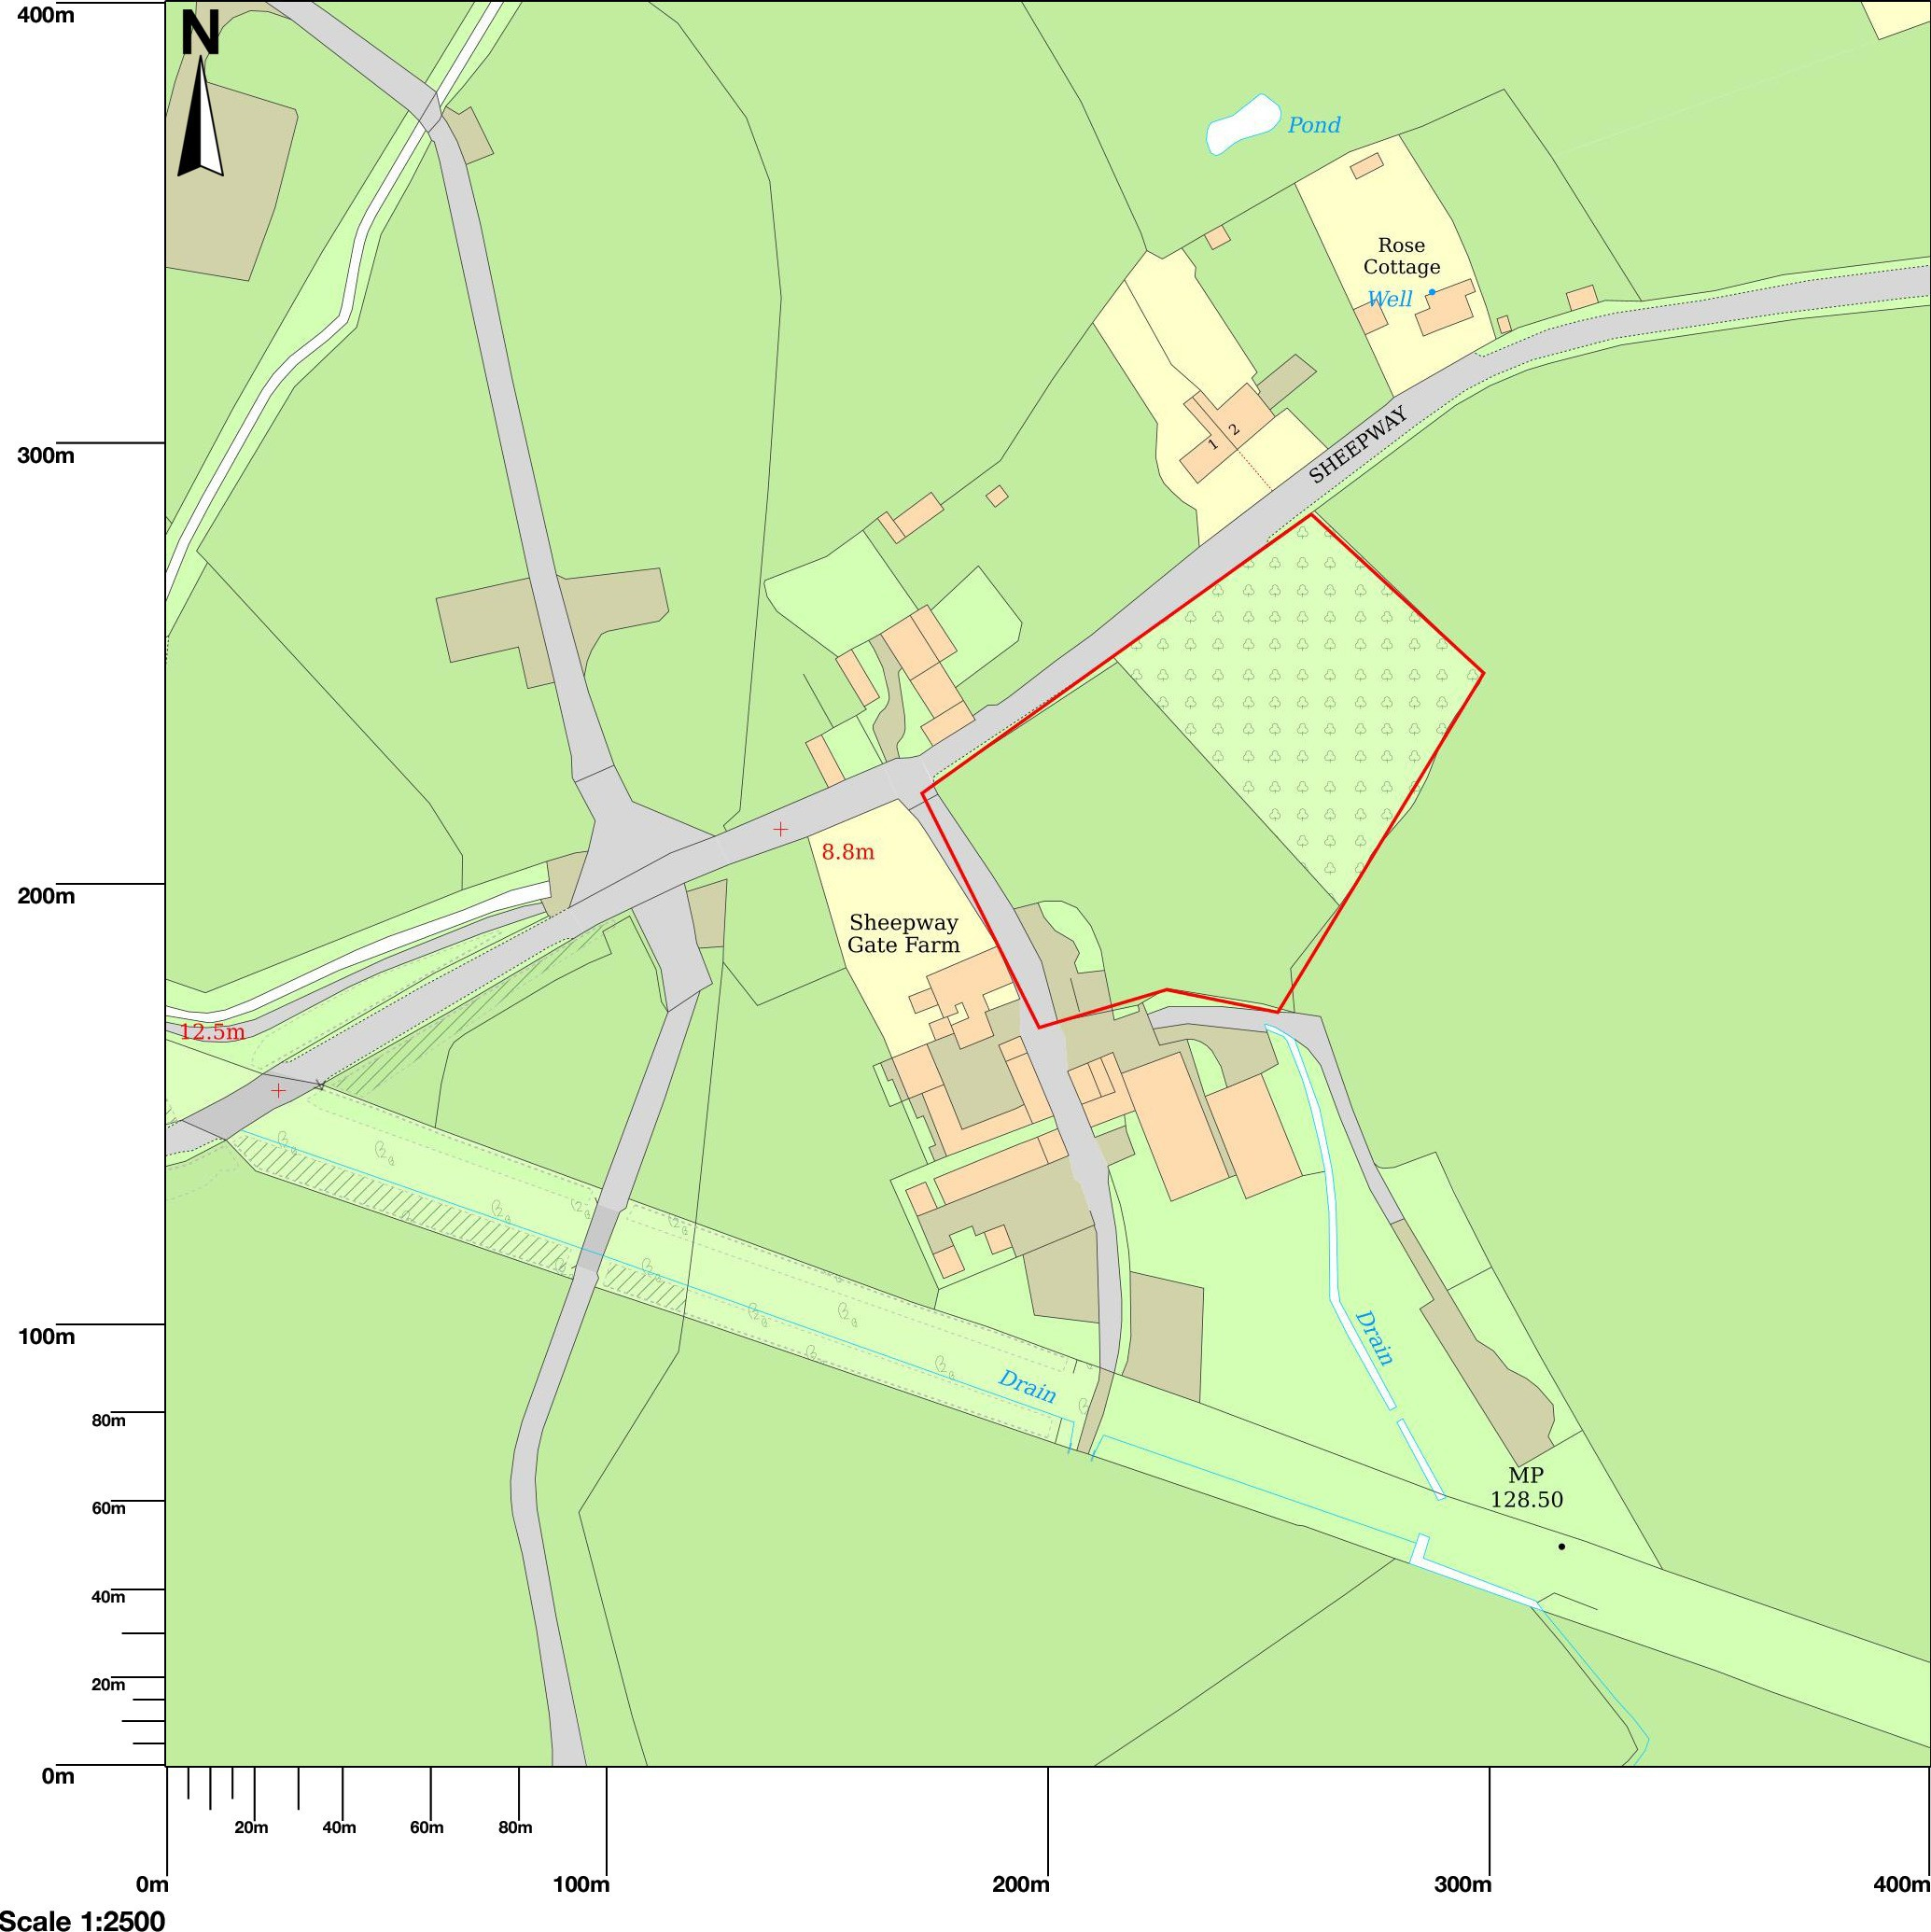 400m
N
Pond
Rose
Cottage
Well
SHEEPWAY
1 2
300m
8.8m
200m
Sheepway
Gate Farm
12.5m
100m
Drain
Drain
80m
MP
128.50
60m
40m
20m
0m
20m 40m 60m 80m
0m 100m 200m 300m 400m
Scale 1:2500